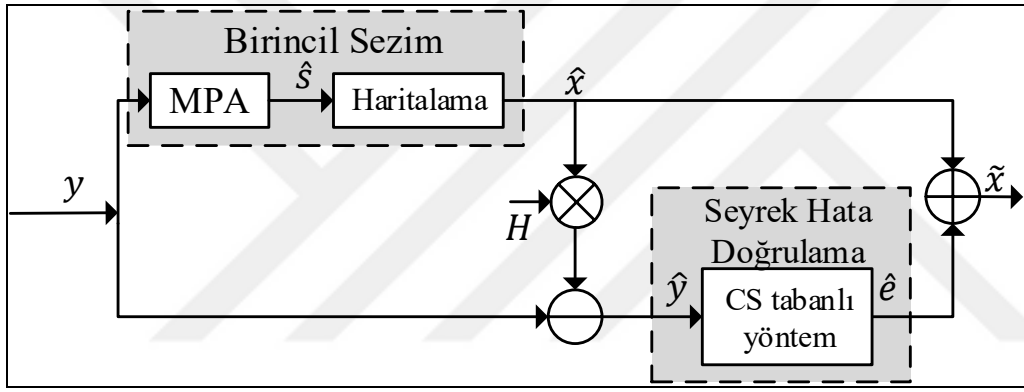 Birincil Sezim
MPA
ŝ
Haritalama
x̂
y
H
x̃
Seyrek Hata
Doğrulama
ŷ
CS tabanlı
yöntem
ê